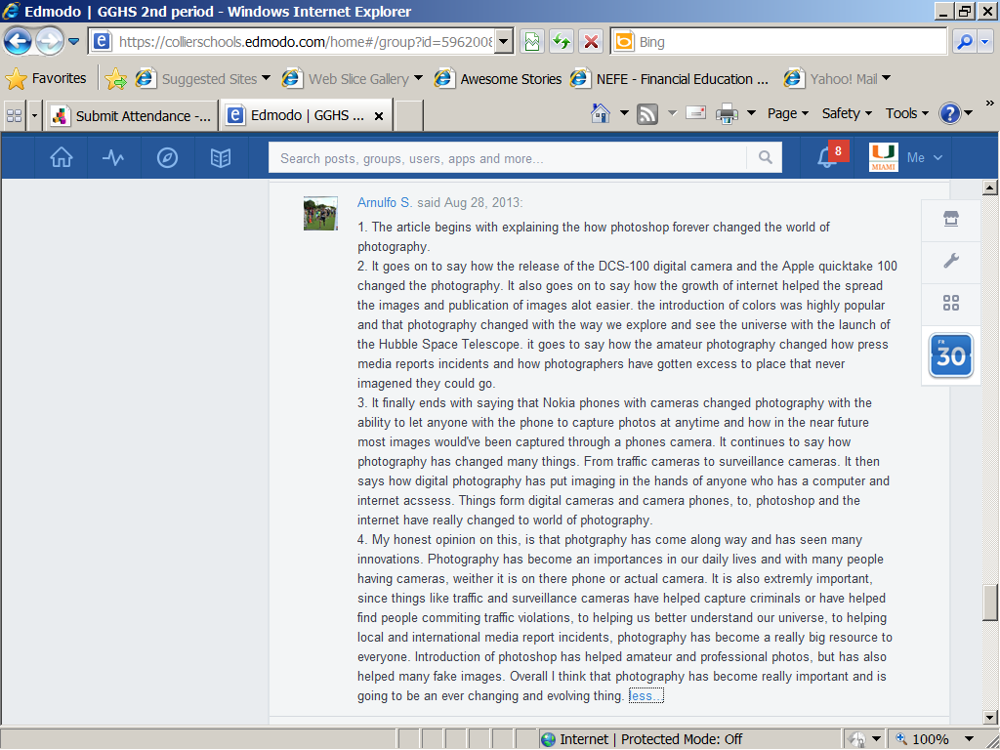 Edmodo | GGHS 2nd period - Windows Internet Explorer
https://collierschools.edmodo.com/home#/group?id=5962008
Bing
Favorites Suggested Sites Web Slice Gallery Awesome Stories NEFE - Financial Education ... Yahoo! Mail
Submit Attendance -... Edmodo | GGHS ... x Page Safety Tools »
Search posts, groups, users, apps and more... 8 U MIAMI Me
Arnulfo S. said Aug 28, 2013:
1. The article begins with explaining the how photoshop forever changed the world of
photography.
2. It goes on to say how the release of the DCS-100 digital camera and the Apple quicktake 100
changed the photography. It also goes on to say how the growth of internet helped the spread
the images and publication of images alot easier. the introduction of colors was highly popular
and that photography changed with the way we explore and see the universe with the launch of
the Hubble Space Telescope. it goes to say how the amateur photography changed how press
media reports incidents and how photographers have gotten excess to place that never
imagened they could go.
3. It finally ends with saying that Nokia phones with cameras changed photography with the
ability to let anyone with the phone to capture photos at anytime and how in the near future
most images would've been captured through a phones camera. It continues to say how
photography has changed many things. From traffic cameras to surveillance cameras. It then
says how digital photography has put imaging in the hands of anyone who has a computer and
internet acssess. Things form digital cameras and camera phones, to, photoshop and the
internet have really changed to world of photography.
4. My honest opinion on this, is that photgraphy has come along way and has seen many
innovations. Photography has become an importances in our daily lives and with many people
having cameras, weither it is on there phone or actual camera. It is also extremly important,
since things like traffic and surveillance cameras have helped capture criminals or have helped
find people commiting traffic violations, to helping us better understand our universe, to helping
local and international media report incidents, photography has become a really big resource to
everyone. Introduction of photoshop has helped amateur and professional photos, but has also
helped many fake images. Overall I think that photography has become really important and is
going to be an ever changing and evolving thing. less...
FR
30
Internet | Protected Mode: Off 100%